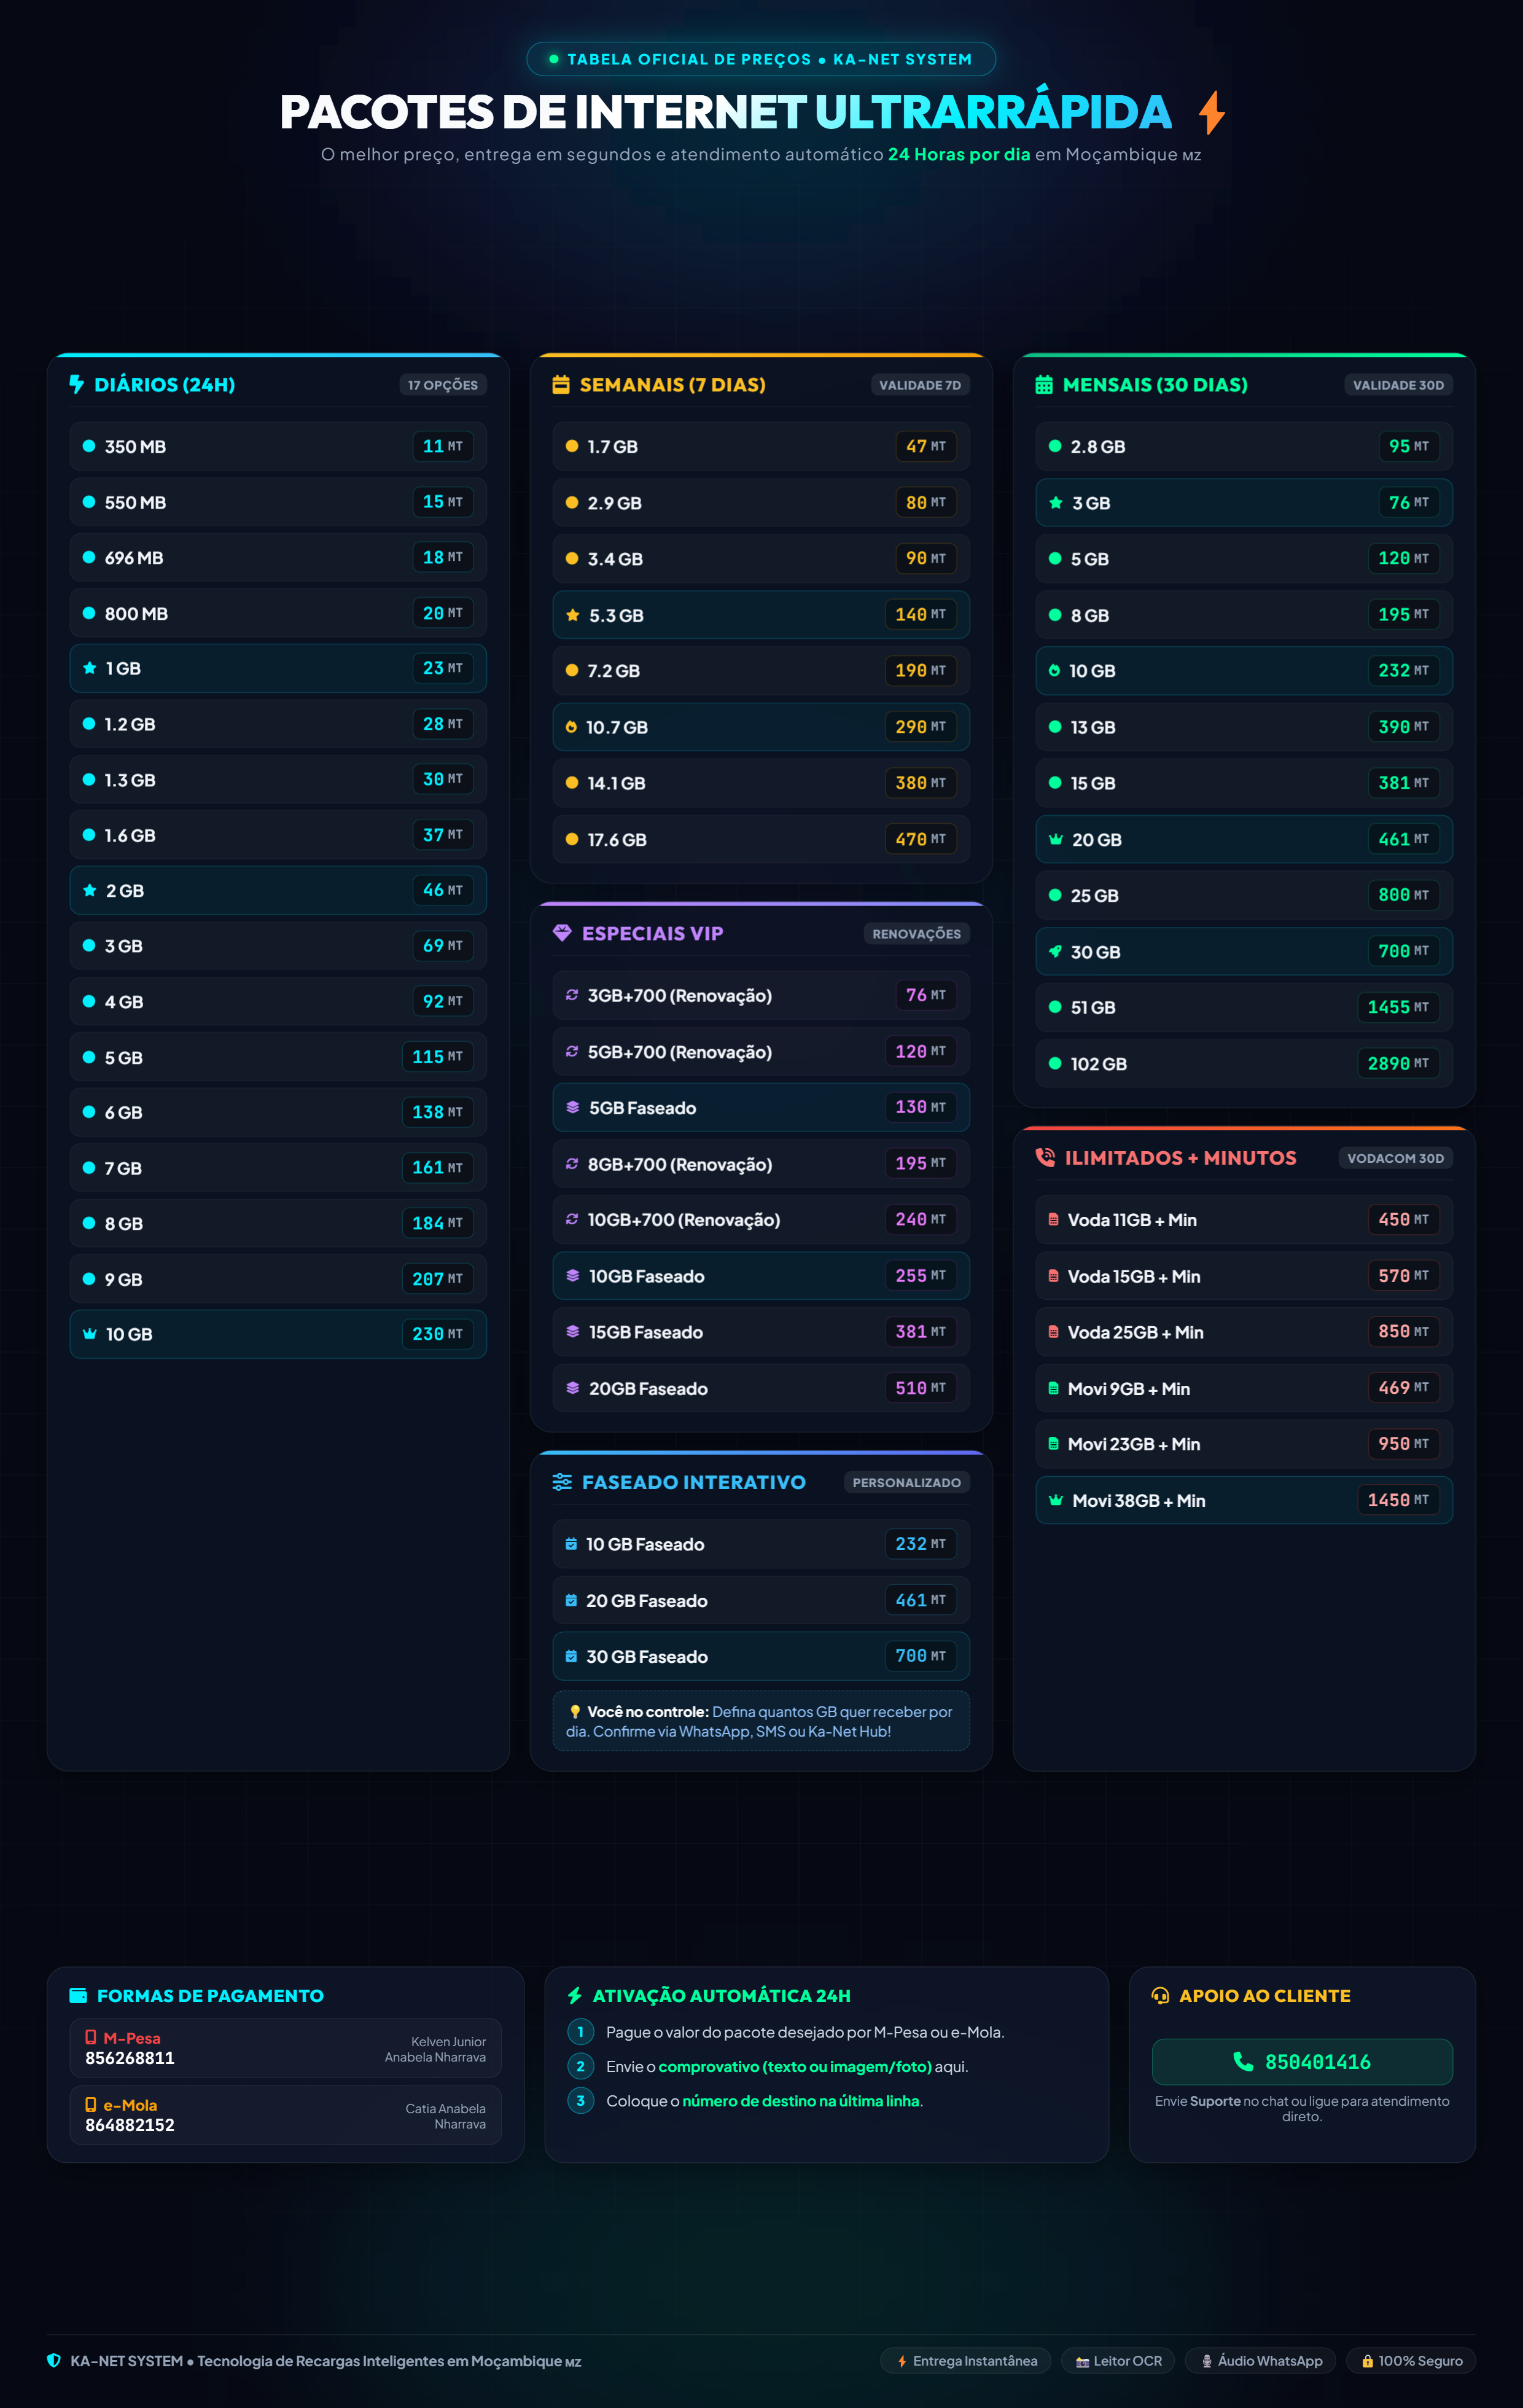 TABELA OFICIAL DE PREÇOS • KA-NET SYSTEM
PACOTES DE INTERNET ULTRARRÁPIDA
O melhor preço, entrega em segundos e atendimento automático 24 Horas por dia em Moçambique MZ
DIÁRIOS (24H) 17 OPÇÕES
350 MB 11 MT
550 MB 15 MT
696 MB 18 MT
800 MB 20 MT
1 GB 23 MT
1.2 GB 28 MT
1.3 GB 30 MT
1.6 GB 37 MT
2 GB 46 MT
3 GB 69 MT
4 GB 92 MT
5 GB 115 MT
6 GB 138 MT
7 GB 161 MT
8 GB 184 MT
9 GB 207 MT
10 GB 230 MT
SEMANAIS (7 DIAS) VALIDADE 7D
1.7 GB 47 MT
2.9 GB 80 MT
3.4 GB 90 MT
5.3 GB 140 MT
7.2 GB 190 MT
10.7 GB 290 MT
14.1 GB 380 MT
17.6 GB 470 MT
ESPECIAIS VIP RENOVAÇÕES
3GB+700 (Renovação) 76 MT
5GB+700 (Renovação) 120 MT
5GB Faseado 130 MT
8GB+700 (Renovação) 195 MT
10GB+700 (Renovação) 240 MT
10GB Faseado 255 MT
15GB Faseado 381 MT
20GB Faseado 510 MT
FASEADO INTERATIVO PERSONALIZADO
10 GB Faseado 232 MT
20 GB Faseado 461 MT
30 GB Faseado 700 MT
Você no controle: Defina quantos GB quer receber por
dia. Confirme via WhatsApp, SMS ou Ka-Net Hub!
MENSAIS (30 DIAS) VALIDADE 30D
2.8 GB 95 MT
3 GB 76 MT
5 GB 120 MT
8 GB 195 MT
10 GB 232 MT
13 GB 390 MT
15 GB 381 MT
20 GB 461 MT
25 GB 800 MT
30 GB 700 MT
51 GB 1455 MT
102 GB 2890 MT
ILIMITADOS + MINUTOS VODACOM 30D
Voda 11GB + Min 450 MT
Voda 15GB + Min 570 MT
Voda 25GB + Min 850 MT
Movi 9GB + Min 469 MT
Movi 23GB + Min 950 MT
Movi 38GB + Min 1450 MT
FORMAS DE PAGAMENTO
M-Pesa
856268811
Kelven Junior
Anabela Nharrava
e-Mola
864882152
Catia Anabela
Nharrava
ATIVAÇÃO AUTOMÁTICA 24H
1 Pague o valor do pacote desejado por M-Pesa ou e-Mola.
2 Envie o comprovativo (texto ou imagem/foto) aqui.
3 Coloque o número de destino na última linha.
APOIO AO CLIENTE
850401416
Envie Suporte no chat ou ligue para atendimento
direto.
KA-NET SYSTEM • Tecnologia de Recargas Inteligentes em Moçambique MZ
Entrega Instantânea Leitor OCR Áudio WhatsApp 100% Seguro